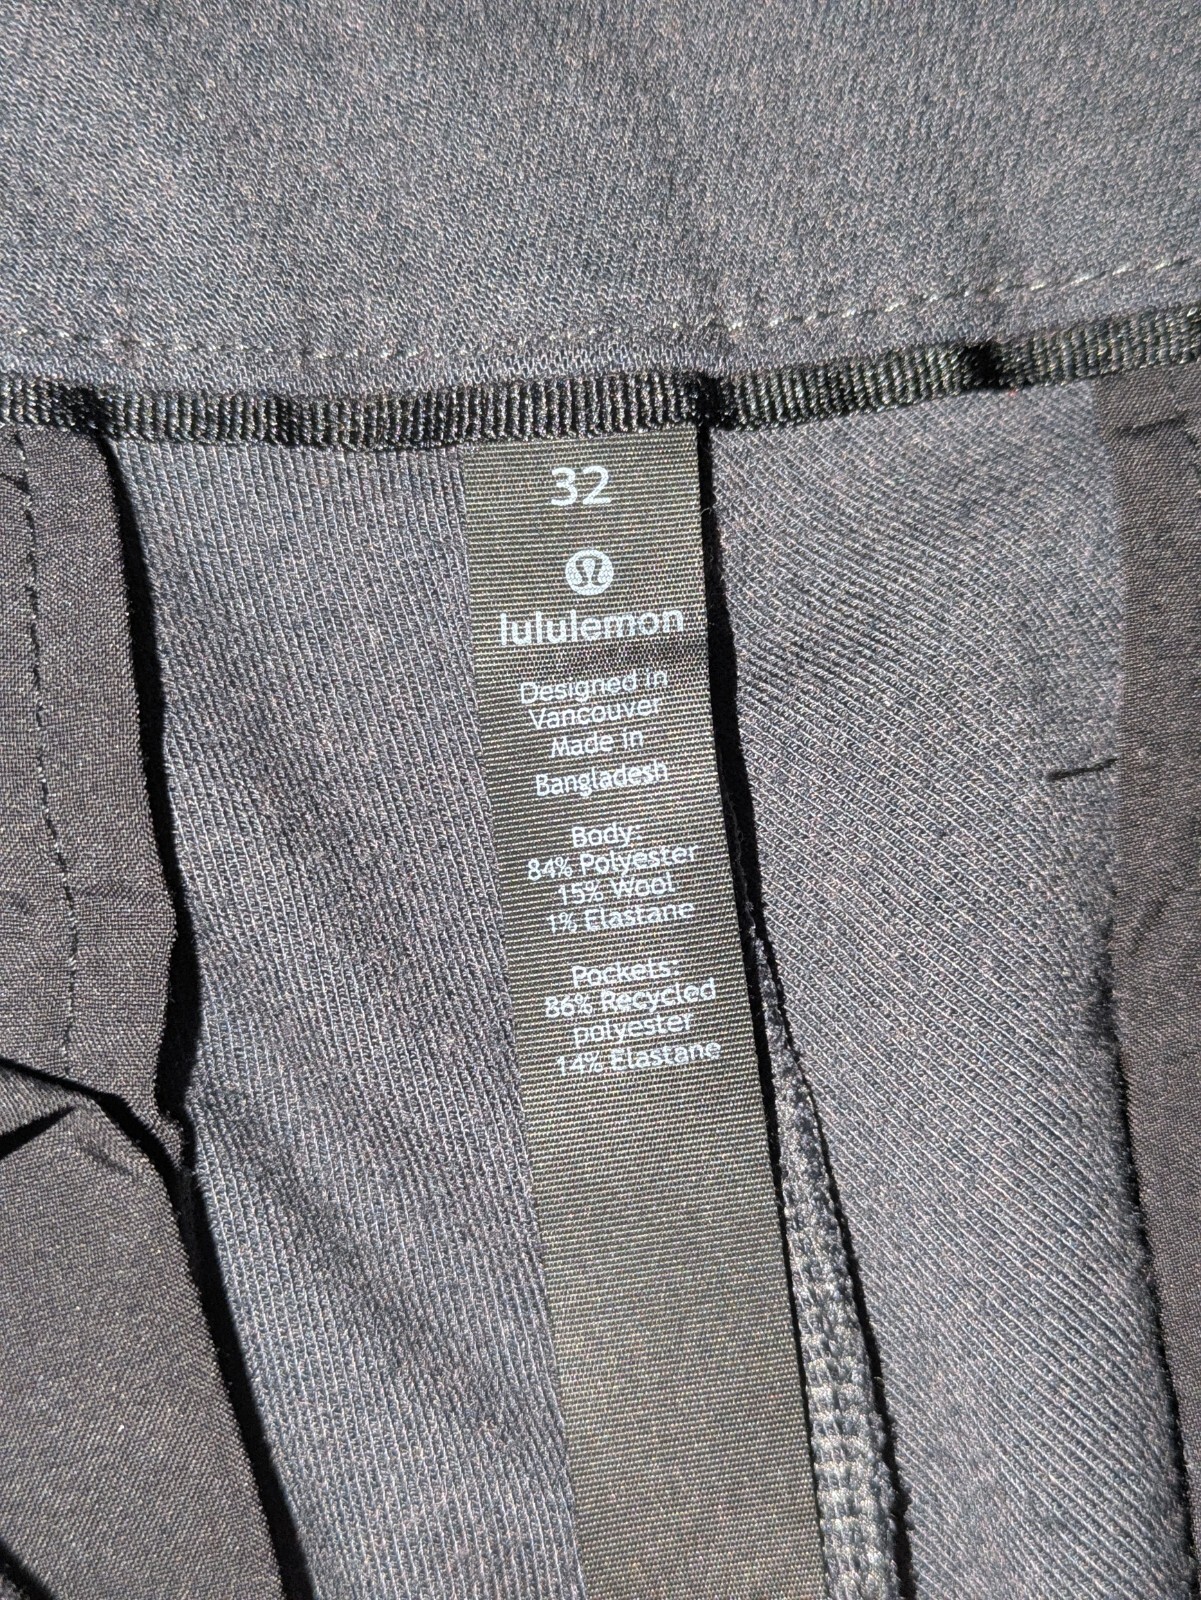 32
lululemon
Designed in
Vancouver
Made in
Bangladesh
Body:
84% Polyester
15% Wool
1% Elastane
Pockets:
86% Recycled
polyester
14% Elastane